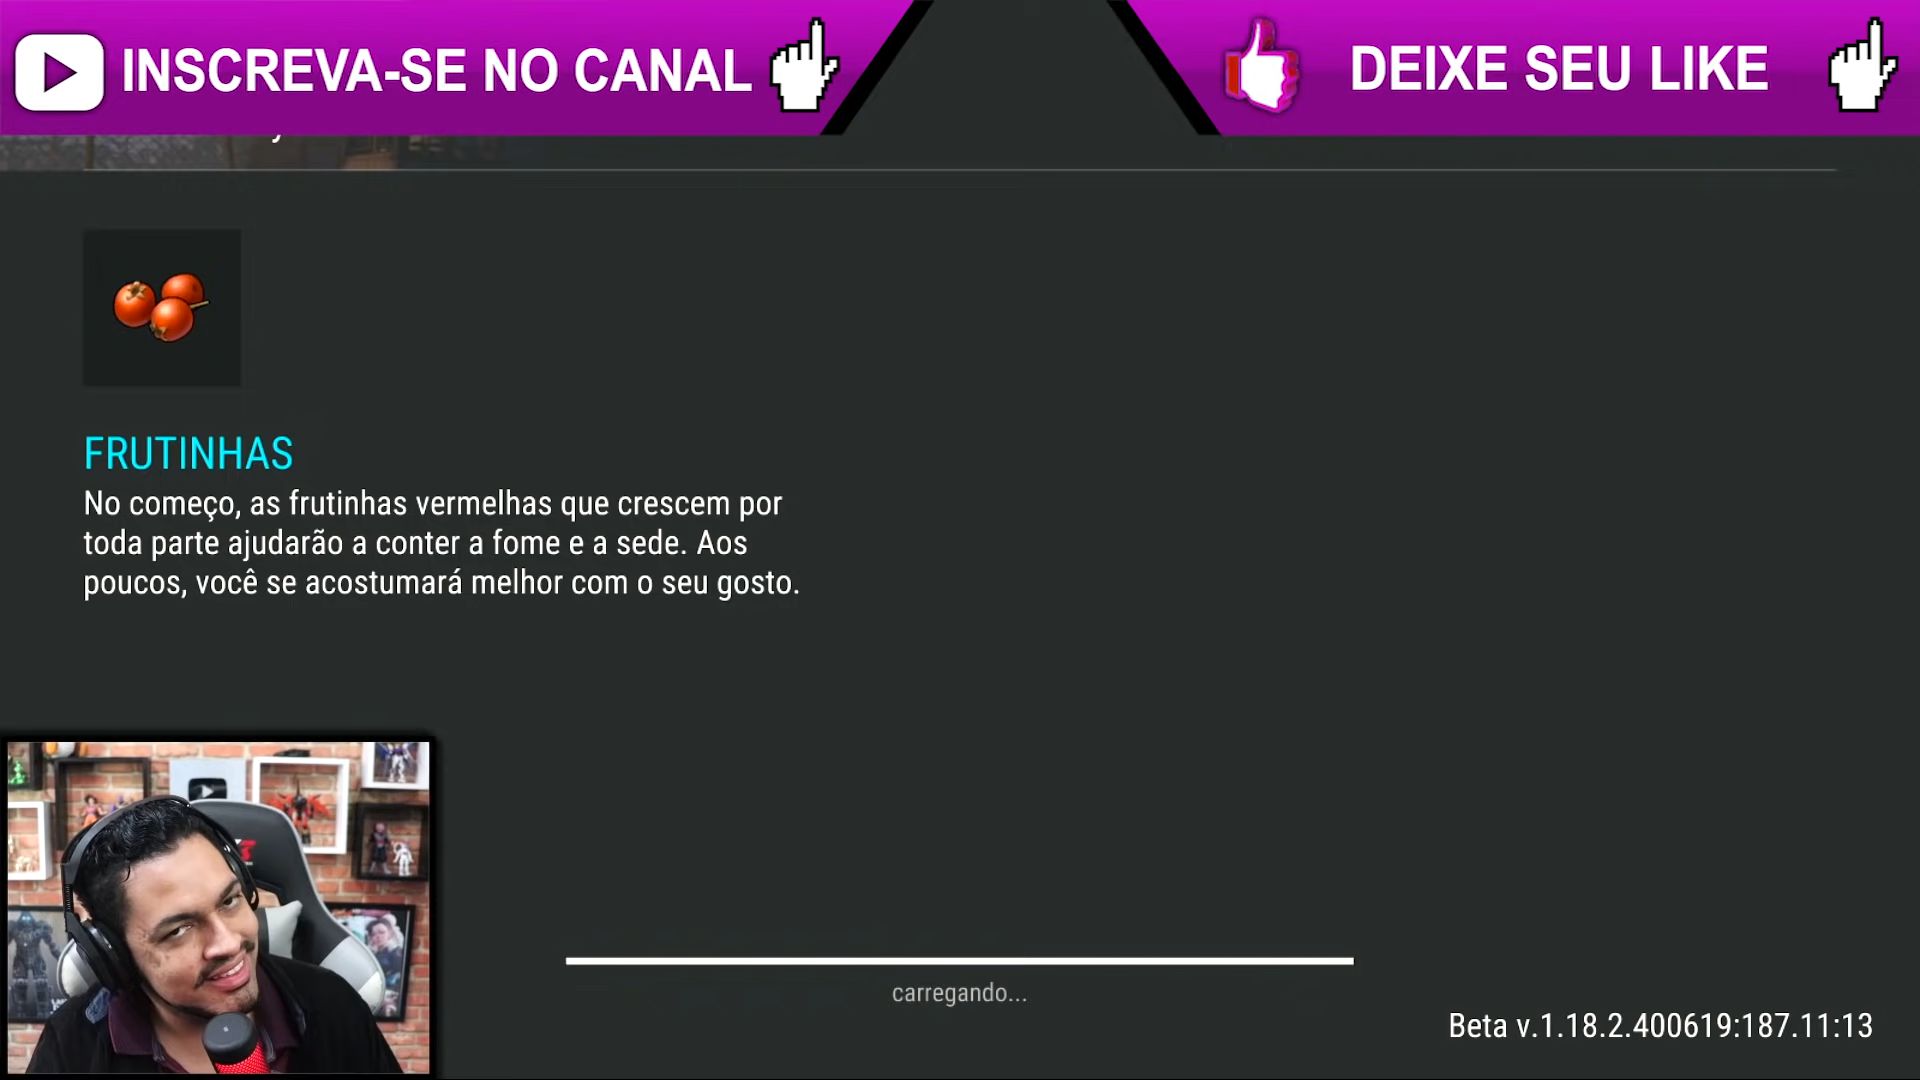 INSCREVA-SE NO CANAL
DEIXE SEU LIKE
FRUTINHAS
No começo, as frutinhas vermelhas que crescem por
toda parte ajudarão a conter a fome e a sede. Aos
poucos, você se acostumará melhor com o seu gosto.
carregando...
Beta v.1.18.2.400619:187.11:13